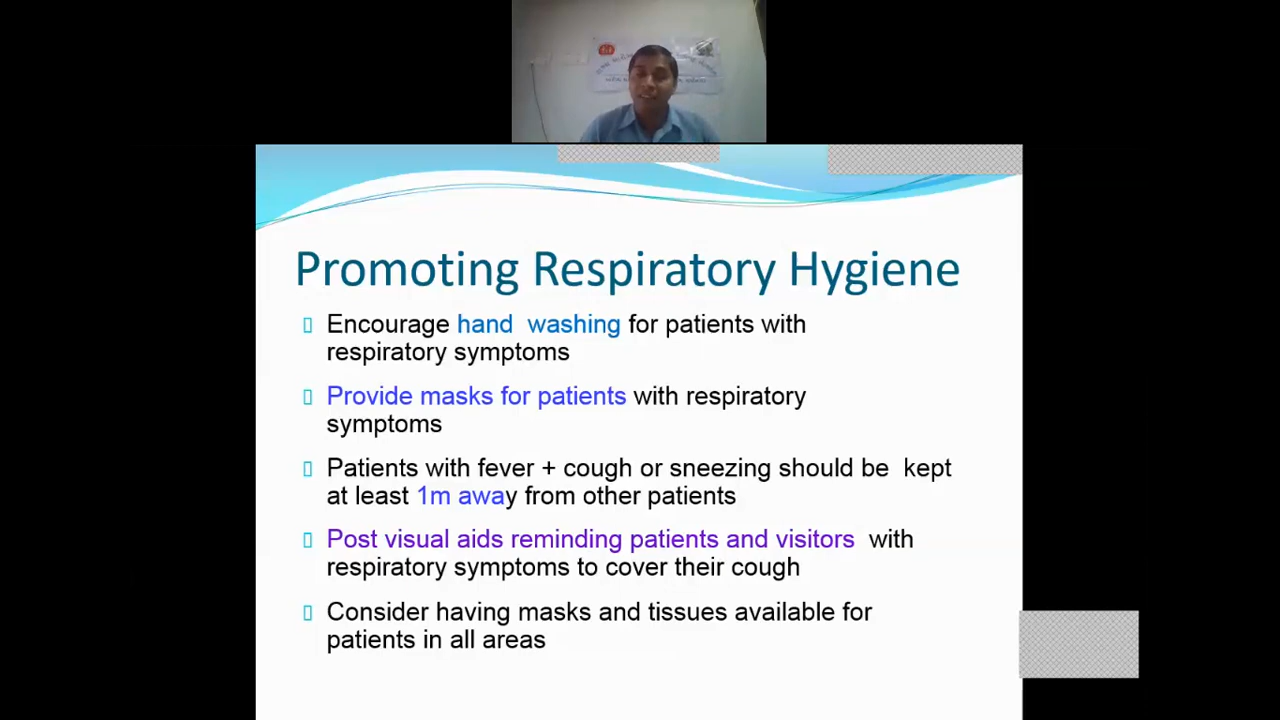 Promoting Respiratory Hygiene
Encourage hand washing for patients with
respiratory symptoms
Provide masks for patients with respiratory
symptoms
Patients with fever + cough or sneezing should be kept
at least 1m away from other patients
Post visual aids reminding patients and visitors with
respiratory symptoms to cover their cough
Consider having masks and tissues available for
patients in all areas